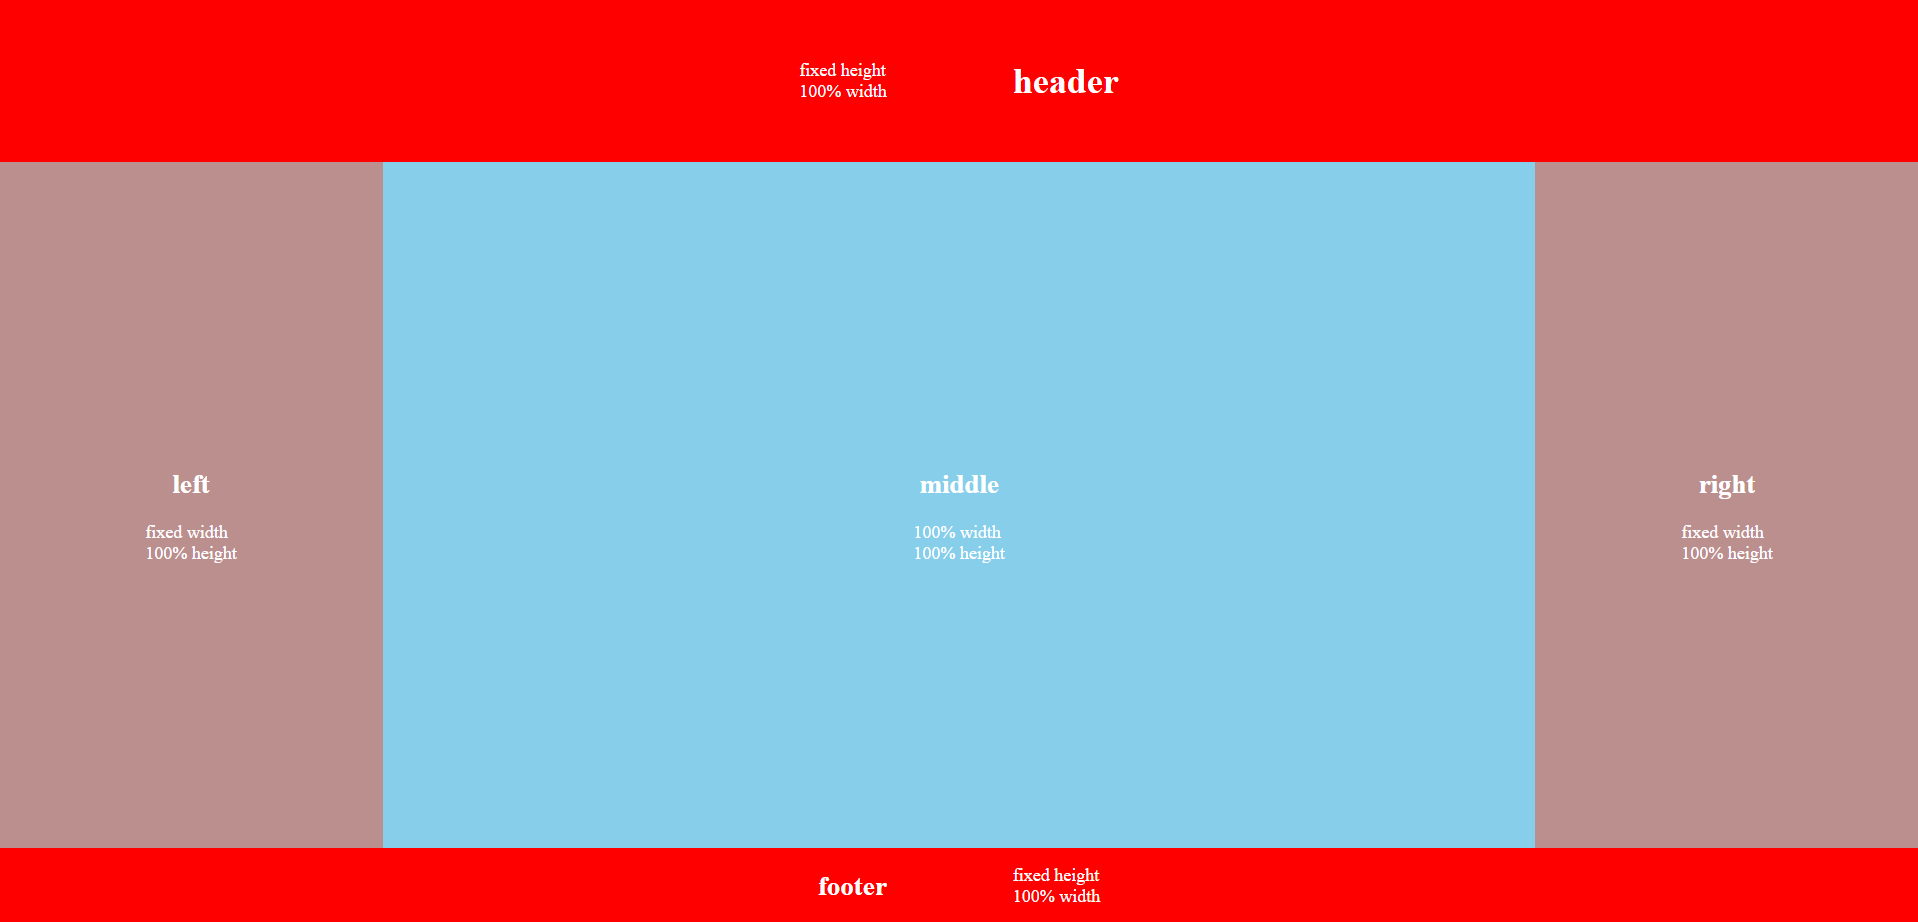 fixed height
100% width
header
left
fixed width
100% height
middle
100% width
100% height
right
fixed width
100% height
footer
fixed height
100% width